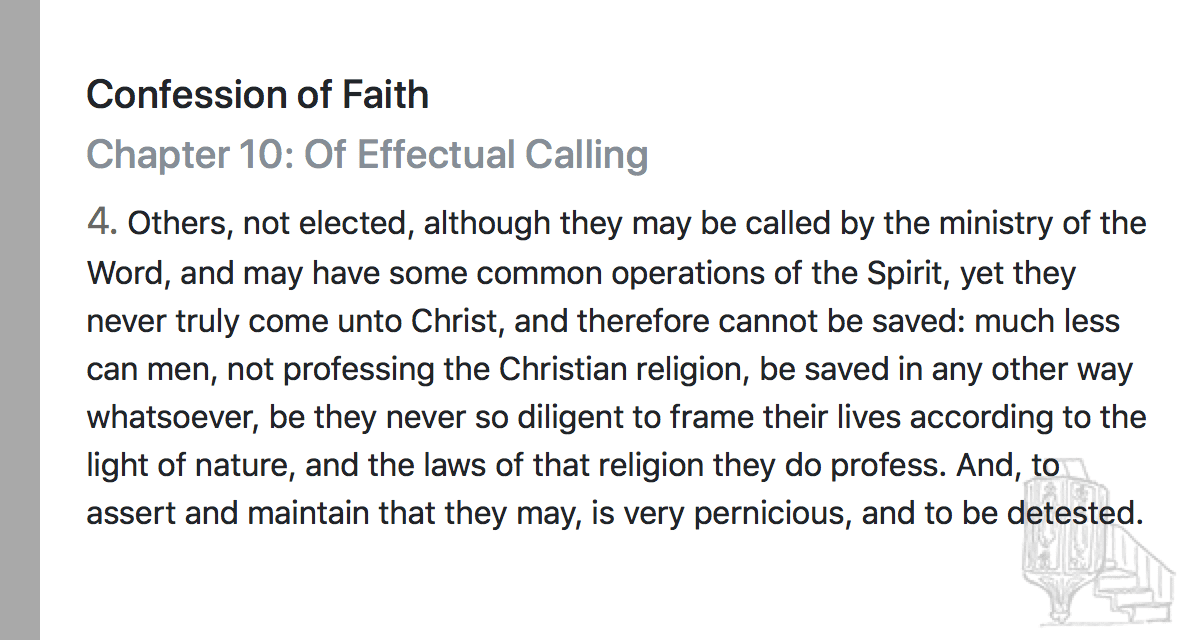 Confession of Faith
Chapter 10: Of Effectual Calling
4. Others, not elected, although they may be called by the ministry of the
Word, and may have some common operations of the Spirit, yet they
never truly come unto Christ, and therefore cannot be saved: much less
can men, not professing the Christian religion, be saved in any other way
whatsoever, be they never so diligent to frame their lives according to the
light of nature, and the laws of that religion they do profess. And, to
assert and maintain that they may, is very pernicious, and to be detested.